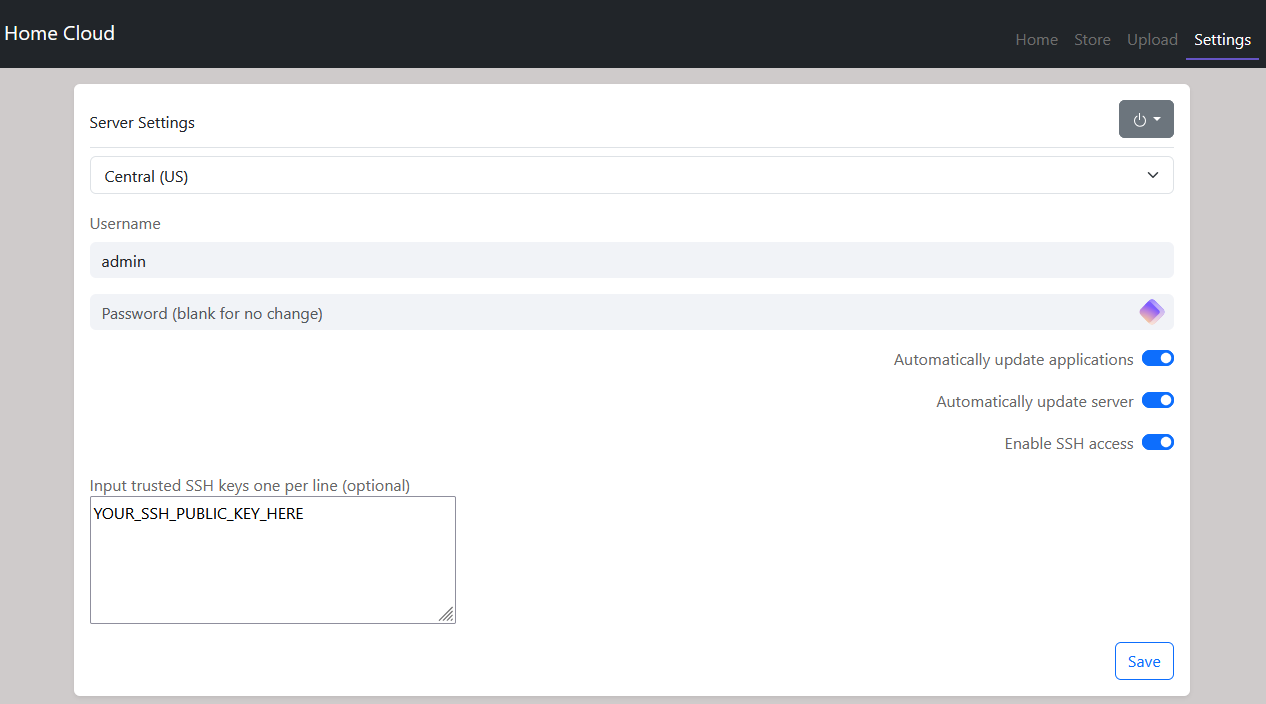 Home Cloud
Home Store Upload Settings
Server Settings
Central (US)
Username
admin
Password (blank for no change)
Automatically update applications
Automatically update server
Enable SSH access
Input trusted SSH keys one per line (optional)
YOUR_SSH_PUBLIC_KEY_HERE
Save